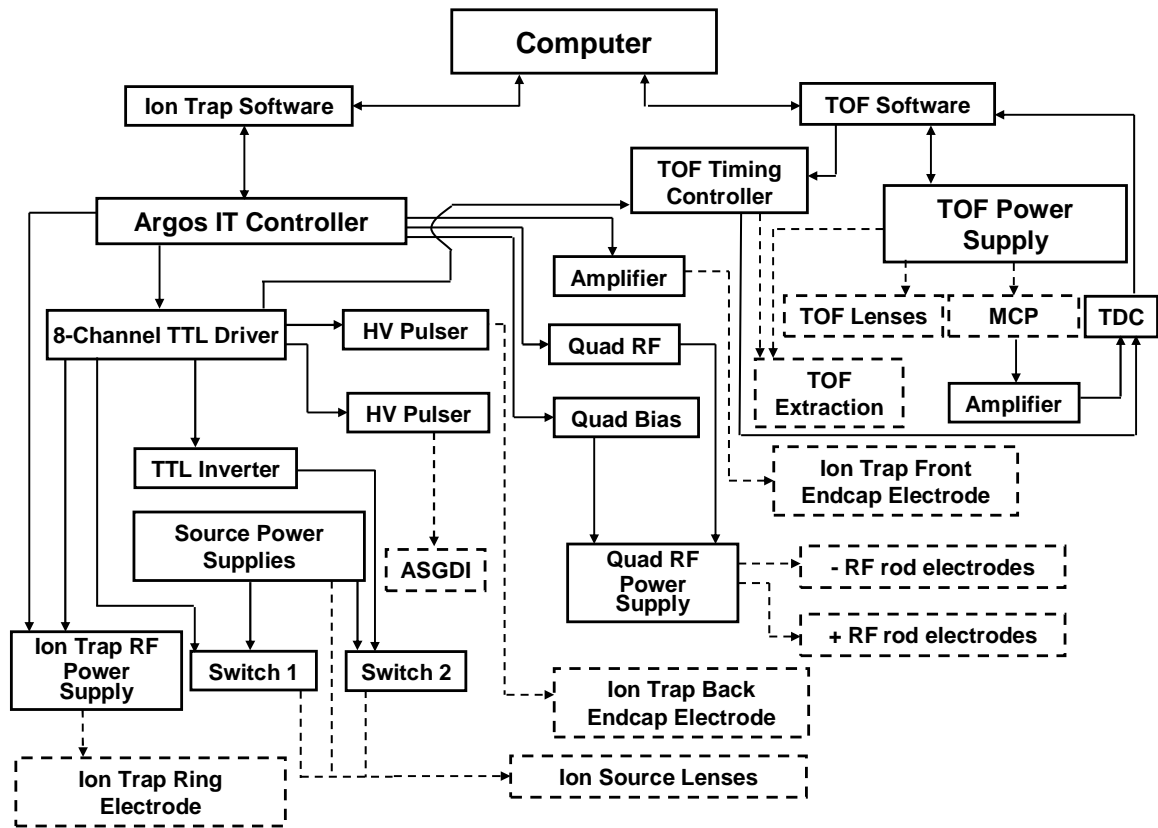 Computer
Ion Trap Software
TOF Software
TOF Timing
Controller
TOF Power
Supply
Argos IT Controller
Amplifier
TOF Lenses
MCP
TDC
8-Channel TTL Driver
HV Pulser
Quad RF
TOF
Extraction
Amplifier
HV Pulser
Quad Bias
TTL Inverter
Ion Trap Front
Endcap Electrode
Source Power
Supplies
ASGDI
Quad RF
Power
Supply
- RF rod electrodes
+ RF rod electrodes
Ion Trap RF
Power
Supply
Switch 1
Switch 2
Ion Trap Back
Endcap Electrode
Ion Trap Ring
Electrode
Ion Source Lenses